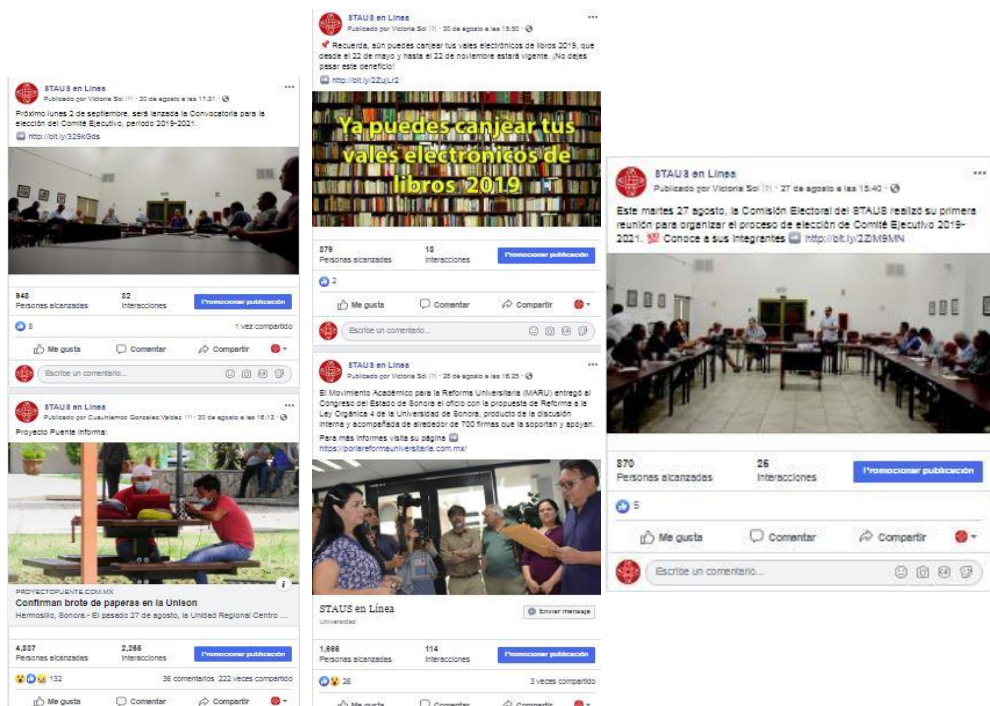 STAUS en Línea
Publicado por Victoria Sol [?] · 30 de agosto a las 17:31 ·
Próximo lunes 2 de septiembre, será lanzada la Convocatoria para la
elección del Comité Ejecutivo, periodo 2019-2021.
http://bit.ly/329kGds
943
Personas alcanzadas
32
Interacciones
Promocionar publicación
8
1 vez compartido
Me gusta
Comentar
Compartir
Escribe un comentario...
STAUS en Línea
Publicado por Cuauhtemoc Gonzalez Valdez [?] · 30 de agosto a las 16:13 ·
Proyecto Puente informa:
PROYECTOPUENTE.COM.MX
Confirman brote de paperas en la Unison
Hermosillo, Sonora.- El pasado 27 de agosto, la Unidad Regional Centro ...
4,837
Personas alcanzadas
2,265
Interacciones
Promocionar publicación
132
36 comentarios 222 veces compartido
Me gusta
Comentar
Compartir
STAUS en Línea
Publicado por Victoria Sol [?] · 30 de agosto a las 15:50 ·
Recuerda, aún puedes canjear tus vales electrónicos de libros 2019, que
desde el 22 de mayo y hasta el 22 de noviembre estará vigente. ¡No dejes
pasar este beneficio!
http://bit.ly/2ZujLr2
Ya puedes canjear tus
vales electrónicos de
libros 2019
879
Personas alcanzadas
18
Interacciones
Promocionar publicación
2
Me gusta
Comentar
Compartir
Escribe un comentario...
STAUS en Línea
Publicado por Victoria Sol [?] · 28 de agosto a las 16:25 ·
El Movimiento Académico para la Reforma Universitaria (MARU) entregó al
Congreso del Estado de Sonora el oficio con la propuesta de Reforma a la
Ley Orgánica 4 de la Universidad de Sonora, producto de la discusión
interna y acompañada de alrededor de 700 firmas que la soportan y apoyan.
Para más informes visita su página
https://porlareformauniversitaria.com.mx/
STAUS en Línea
Universidad
Enviar mensaje
1,666
Personas alcanzadas
114
Interacciones
Promocionar publicación
26
3 veces compartido
Me gusta
Comentar
Compartir
STAUS en Línea
Publicado por Victoria Sol [?] · 27 de agosto a las 15:40 ·
Este martes 27 agosto, la Comisión Electoral del STAUS realizó su primera
reunión para organizar el proceso de elección de Comité Ejecutivo 2019-
2021. 💯 Conoce a sus integrantes ➡ http://bit.ly/2ZlM9MN
870
Personas alcanzadas
26
Interacciones
Promocionar publicación
5
Me gusta
Comentar
Compartir
Escribe un comentario...